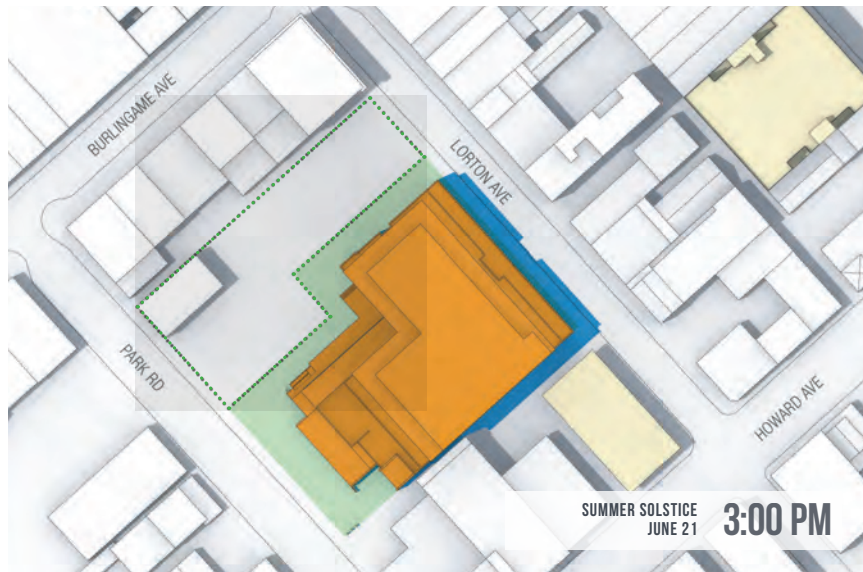 BURLINGAME AVE
LORTON AVE
PARK RD
HOWARD AVE
SUMMER SOLSTICE
JUNE 21
3:00 PM